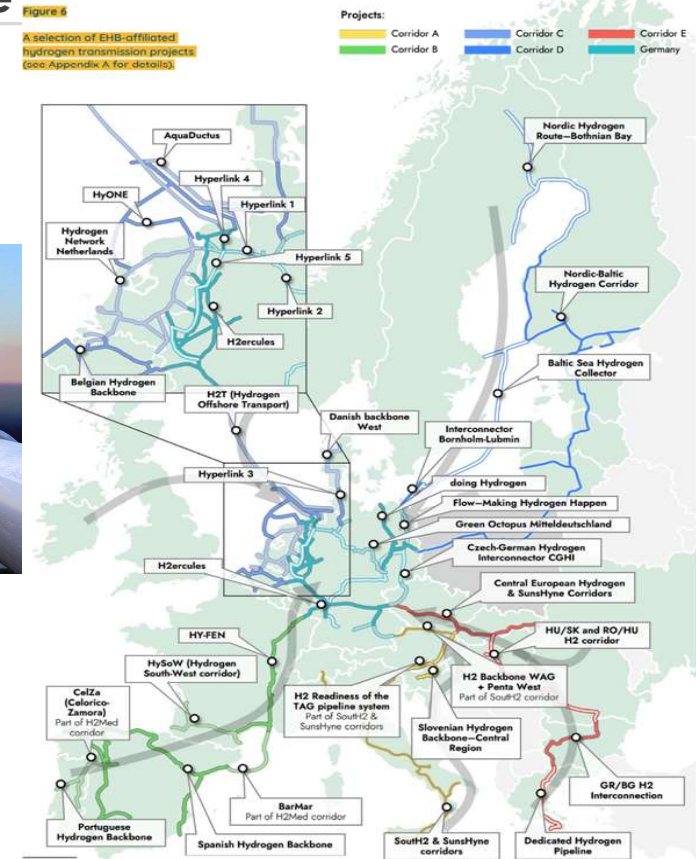 Figure 6
A selection of EHB-affiliated
hydrogen transmission projects
(see Appendix A for details).
Projects:
Corridor A
Corridor B
Corridor C
Corridor D
Corridor E
Germany
AquaDuctus
Hyperlink 4
HyONE
Hyperlink 1
Hydrogen
Network
Netherlands
Hyperlink 5
Hyperlink 2
H2ercules
Belgian Hydrogen
Backbone
Nordic Hydrogen
Route—Bothnian Bay
Nordic-Baltic
Hydrogen Corridor
Baltic Sea Hydrogen
Collector
H2T (Hydrogen
Offshore Transport)
Danish backbone
West
Interconnector
Bornholm-Lubmin
Hyperlink 3
doing Hydrogen
Flow—Making Hydrogen Happen
Green Octopus Mitteldeutschland
Czech-German Hydrogen
Interconnector CGHI
H2ercules
Central European Hydrogen
& SunsHyne Corridors
HY-FEN
HU/SK and RO/HU
H2 corridor
HySoW (Hydrogen
South-West corridor)
H2 Backbone WAG
+ Penta West
Part of SoutH2 corridor
CelZa
(Celorico-
Zamora)
Part of H2Med
corridor
H2 Readiness of the
TAG pipeline system
Part of SoutH2 &
SunsHyne corridors
Slovenian Hydrogen
Backbone—Central
Region
GR/BG H2
Interconnection
BarMar
Part of H2Med corridor
Portuguese
Hydrogen Backbone
Spanish Hydrogen Backbone
SoutH2 & SunsHyne
corridors
Dedicated Hydrogen
Pipeline